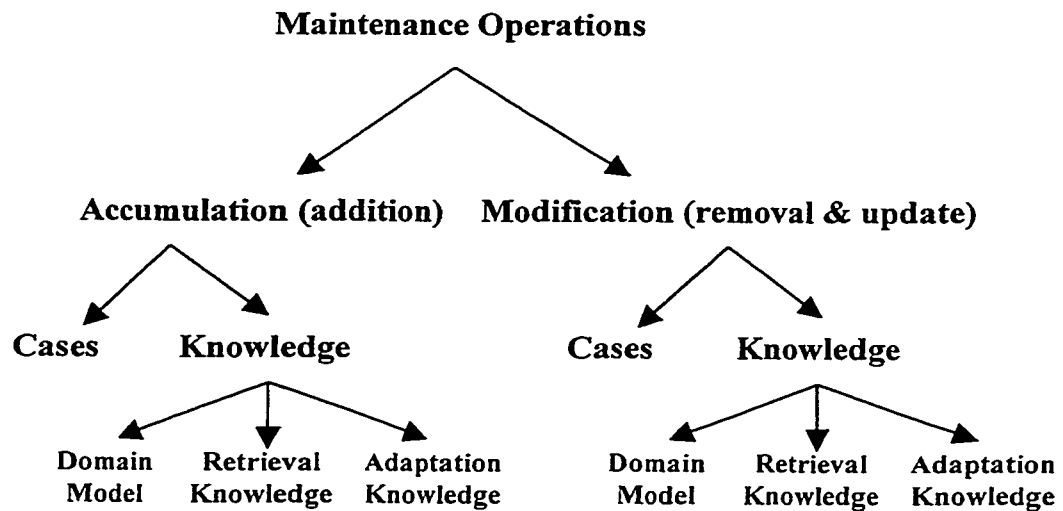 Maintenance Operations
Accumulation (addition) Modification (removal & update)
Cases Knowledge Cases Knowledge
Domain Retrieval Adaptation Domain Retrieval Adaptation
Model Knowledge Knowledge Model Knowledge Knowledge